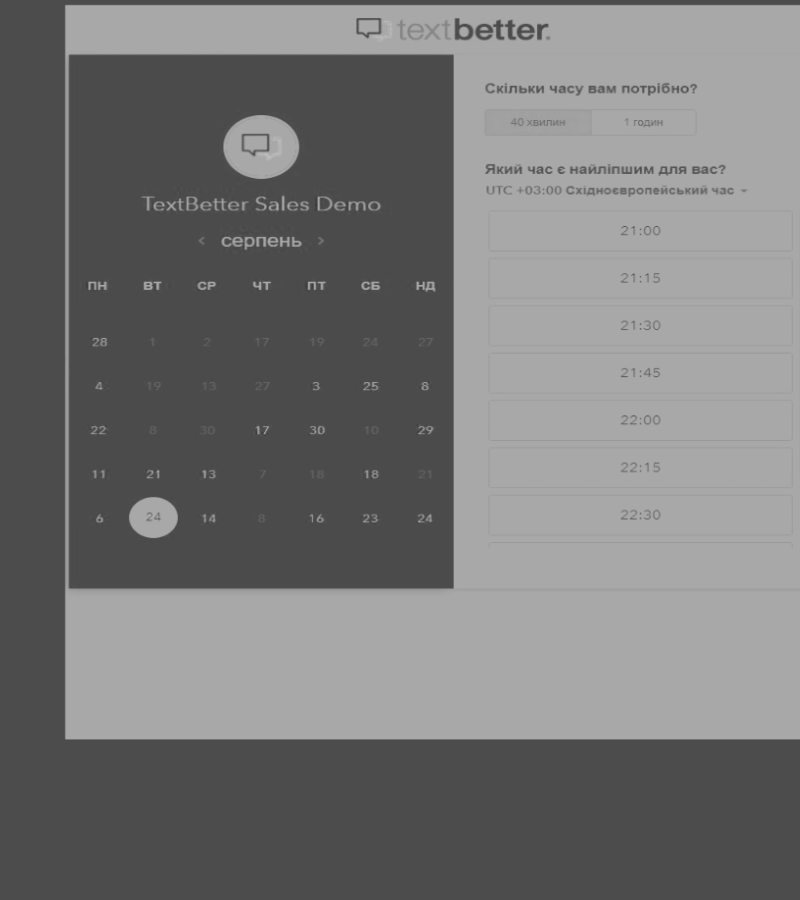 textbetter.
TextBetter Sales Demo
< серпень >
ПН ВТ СР ЧТ ПТ СБ НД
28 1 2 17 19 24 27
4 19 13 27 3 25 8
22 8 30 17 30 10 29
11 21 13 7 18 18 21
6 24 14 8 16 23 24
Скільки часу вам потрібно?
40 хвилин 1 годин
Який час є найліпшим для вас?
UTC +03:00 Східноєвропейський час
21:00
21:15
21:30
21:45
22:00
22:15
22:30